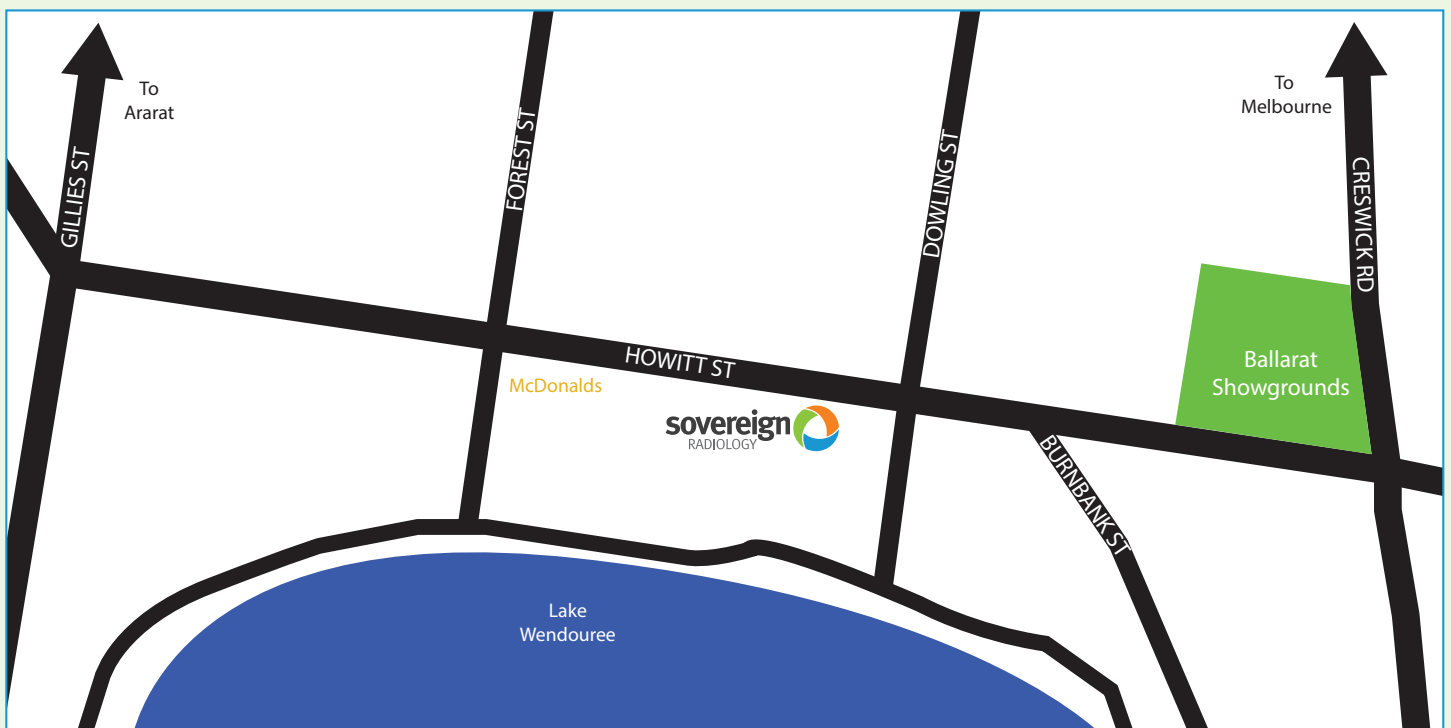 To
Ararat
GILLIES ST
FOREST ST
DOWLING ST
To
Melbourne
CRESWICK RD
HOWITT ST
McDonalds
sovereign
RADIOLOGY
Ballarat
Showgrounds
BURNBANK ST
Lake
Wendouree